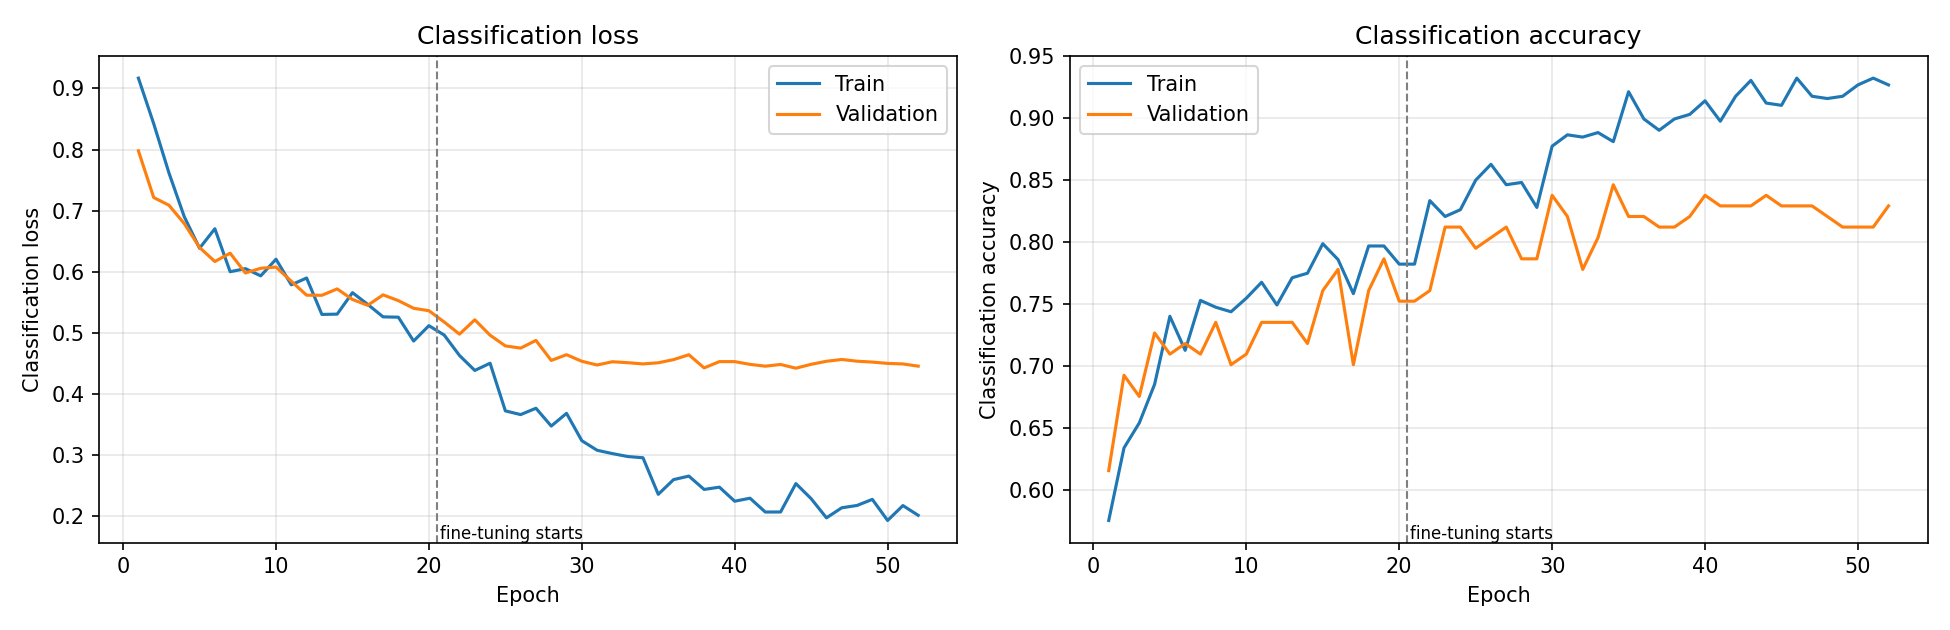 Classification loss
Classification loss
0.9
0.8
0.7
0.6
0.5
0.4
0.3
0.2
Train
Validation
fine-tuning starts
0
10
20
30
40
50
Epoch
Classification accuracy
Classification accuracy
0.95
0.90
0.85
0.80
0.75
0.70
0.65
0.60
Train
Validation
fine-tuning starts
0
10
20
30
40
50
Epoch